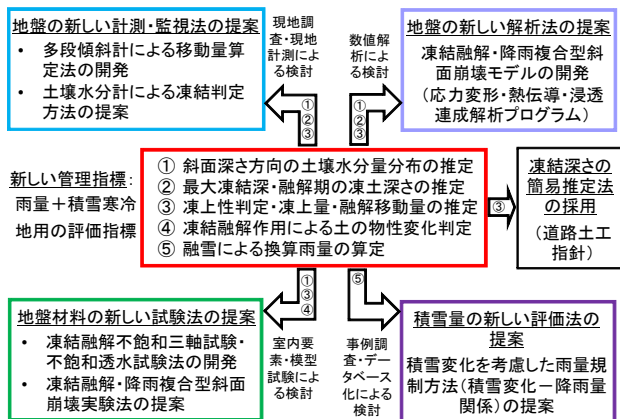 地盤の新しい計測・監視法の提案
• 多段傾斜計による移動量算
定法の開発
• 土壌水分計による凍結判定
方法の提案
現地調
査・現地
計測によ
る検討
①
②
③
数値解
析によ
る検討
①
②
③
地盤の新しい解析法の提案
凍結融解・降雨複合型斜
面崩壊モデルの開発
（応力変形・熱伝導・浸透
連成解析プログラム）
新しい管理指標：
雨量＋積雪寒冷
地用の評価指標
① 斜面深さ方向の土壌水分量分布の推定
② 最大凍結深・融解期の凍土深さの推定
③ 凍上性判定・凍上量・融解移動量の推定
④ 凍結融解作用による土の物性変化判定
⑤ 融雪による換算雨量の算定
③
凍結深さの
簡易推定法
の採用
（道路土工
指針）
地盤材料の新しい試験法の提案
• 凍結融解不飽和三軸試験・
不飽和透水試験法の開発
• 凍結融解・降雨複合型斜面
崩壊実験法の提案
①
③
④
室内要
素・模型
試験によ
る検討
⑤
事例調
査・デー
タベース
化による
検討
積雪量の新しい評価法の
提案
積雪変化を考慮した雨量規
制方法（積雪変化－降雨量
関係）の提案